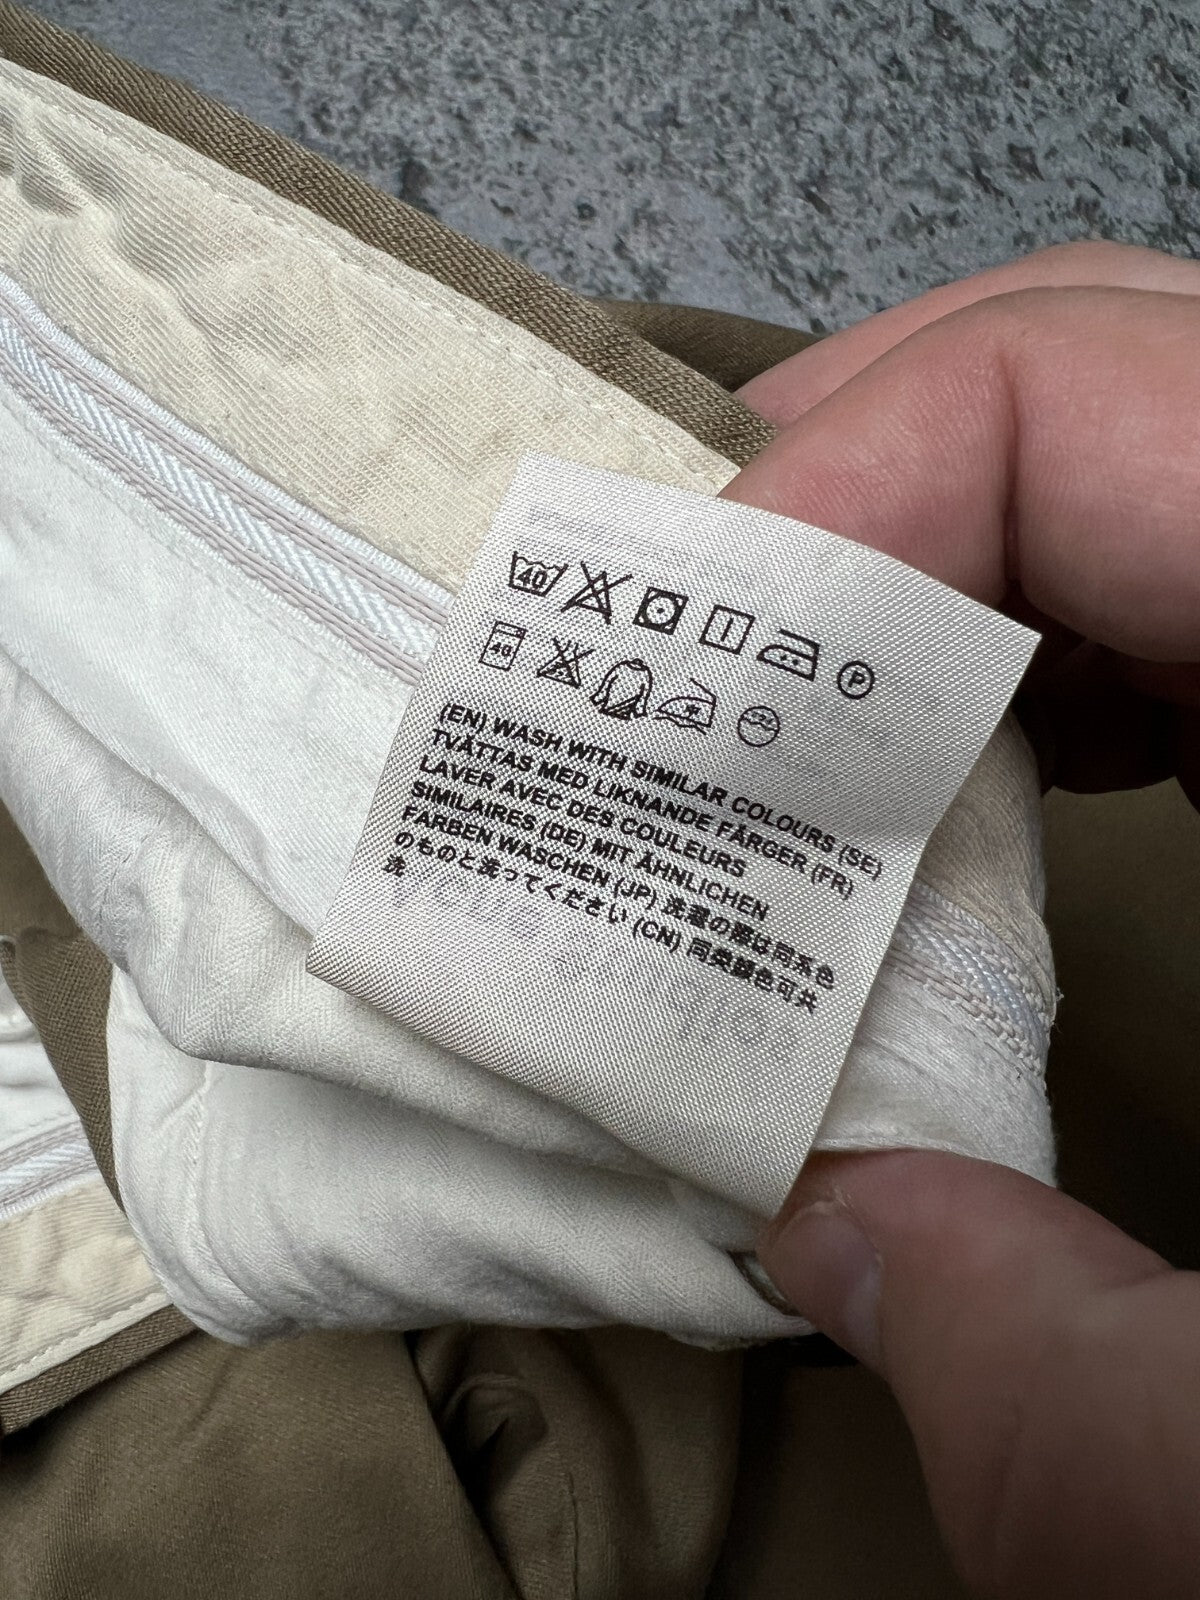 40
P
40
中
(EN) WASH WITH SIMILAR COLOURS (SE)
TVÄTTAS MED LIKNANDE FÄRGER (FR)
LAVER AVEC DES COULEURS
SIMILAIRES (DE) MIT ÄHNLICHEN
FARBEN WASCHEN (JP) 洗濯の際は同系色
のものと洗ってください (CN) 同类颜色可共
洗